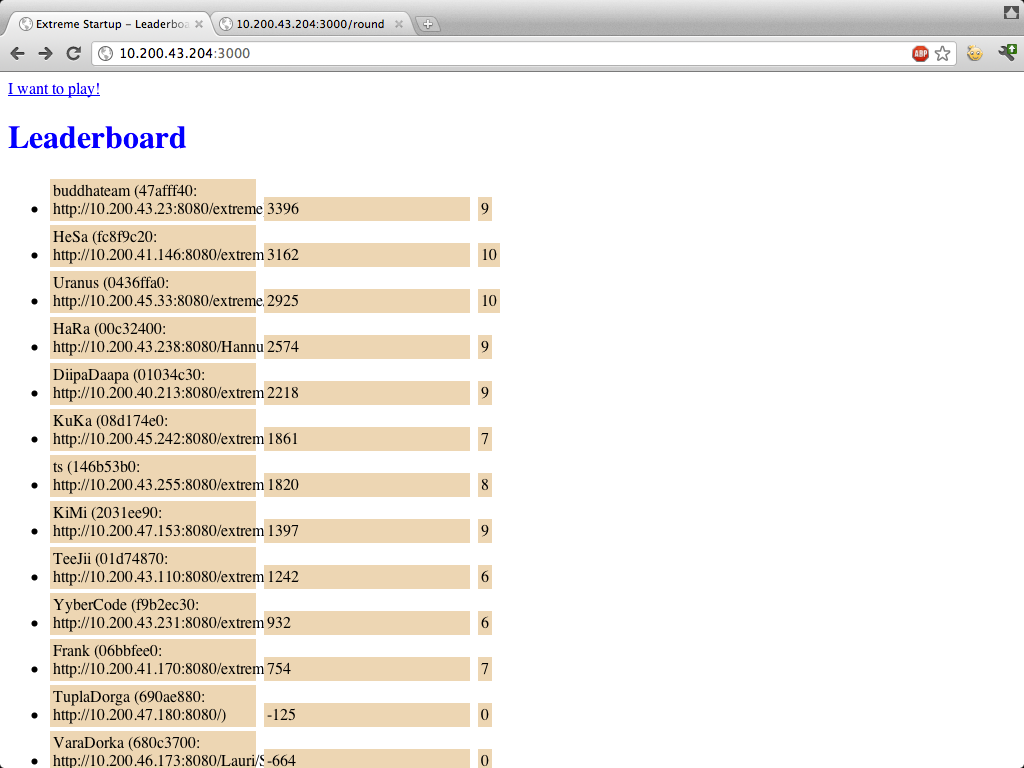 Extreme Startup - Leaderboa
10.200.43.204:3000/round
10.200.43.204:3000
ABP
I want to play!
Leaderboard
buddhateam (47afff40:
http://10.200.43.23:8080/extreme 3396 9
HeSa (fc8f9c20:
http://10.200.41.146:8080/extrem 3162 10
Uranus (0436ffa0:
http://10.200.45.33:8080/extreme. 2925 10
HaRa (00c32400:
http://10.200.43.238:8080/Hannu 2574 9
DiipaDaapa (01034c30:
http://10.200.40.213:8080/extrem 2218 9
KuKa (08d174e0:
http://10.200.45.242:8080/extrem 1861 7
ts (146b53b0:
http://10.200.43.255:8080/extrem 1820 8
KiMi (2031ee90:
http://10.200.47.153:8080/extrem 1397 9
TeeJii (01d74870:
http://10.200.43.110:8080/extrem 1242 6
YyberCode (f9b2ec30:
http://10.200.43.231:8080/extrem 932 6
Frank (06bbfee0:
http://10.200.41.170:8080/extrem 754 7
TuplaDorga (690ae880:
http://10.200.47.180:8080/) -125 0
VaraDorka (680c3700:
http://10.200.46.173:8080/Lauri/S -664 0